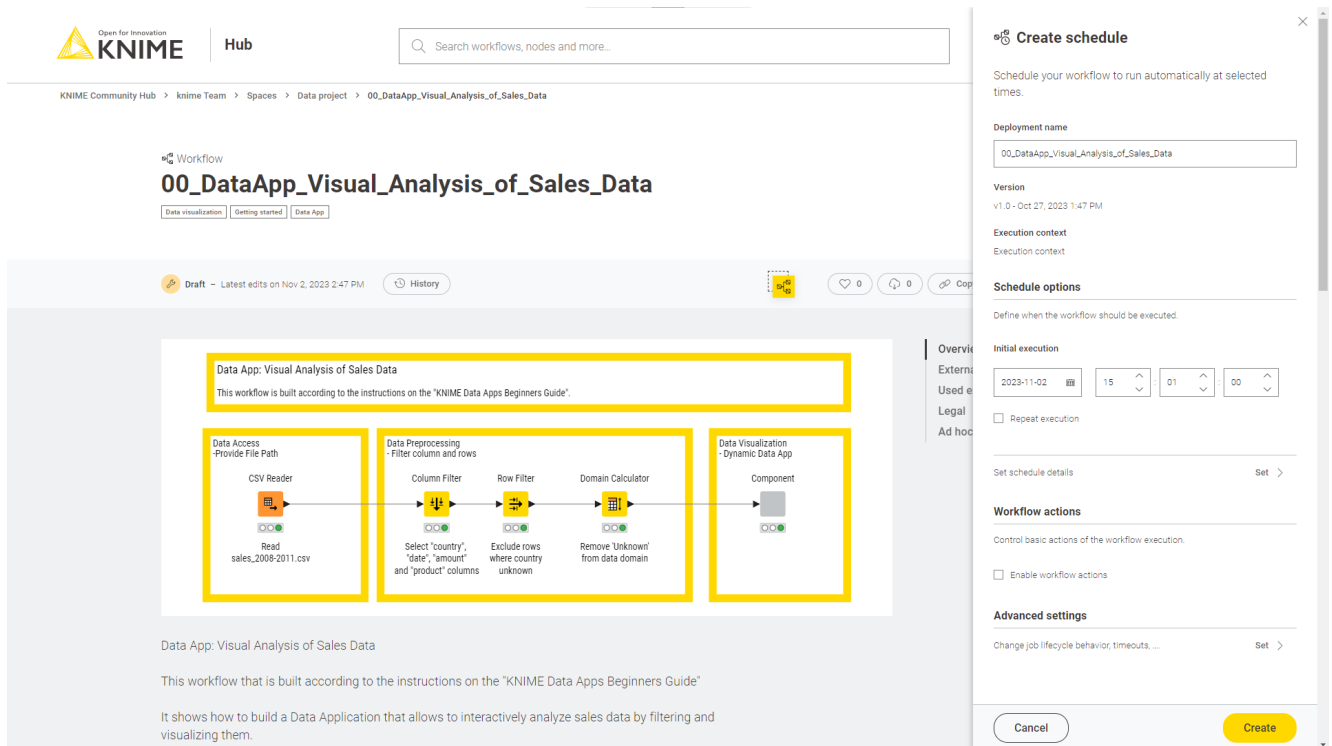 Open for Innovation
KNIME
Hub
Search workflows, nodes and more...
KNIME Community Hub > knime Team > Spaces > Data project > 00_DataApp_Visual_Analysis_of_Sales_Data
Workflow
00_DataApp_Visual_Analysis_of_Sales_Data
Data visualization Getting started Data App
Draft – Latest edits on Nov 2, 2023 2:47 PM History 0 0 Cop
Data App: Visual Analysis of Sales Data
This workflow is built according to the instructions on the "KNIME Data Apps Beginners Guide".
Data Access
-Provide File Path
CSV Reader
Read
sales_2008-2011.csv
Data Preprocessing
- Filter column and rows
Column Filter
Select "country",
"date", "amount"
and "product" columns
Row Filter
Exclude rows
where country
unknown
Domain Calculator
Remove 'Unknown'
from data domain
Data Visualization
- Dynamic Data App
Component
Overvie
Externa
Used e
Legal
Ad hoc
Data App: Visual Analysis of Sales Data
This workflow that is built according to the instructions on the "KNIME Data Apps Beginners Guide"
It shows how to build a Data Application that allows to interactively analyze sales data by filtering and
visualizing them.
Create schedule
Schedule your workflow to run automatically at selected
times.
Deployment name
00_DataApp_Visual_Analysis_of_Sales_Data
Version
v1.0 - Oct 27, 2023 1:47 PM
Execution context
Execution context
Schedule options
Define when the workflow should be executed.
Initial execution
2023-11-02 15 : 01 : 00
Repeat execution
Set schedule details Set >
Workflow actions
Control basic actions of the workflow execution.
Enable workflow actions
Advanced settings
Change job lifecycle behavior, timeouts, ... Set >
Cancel Create